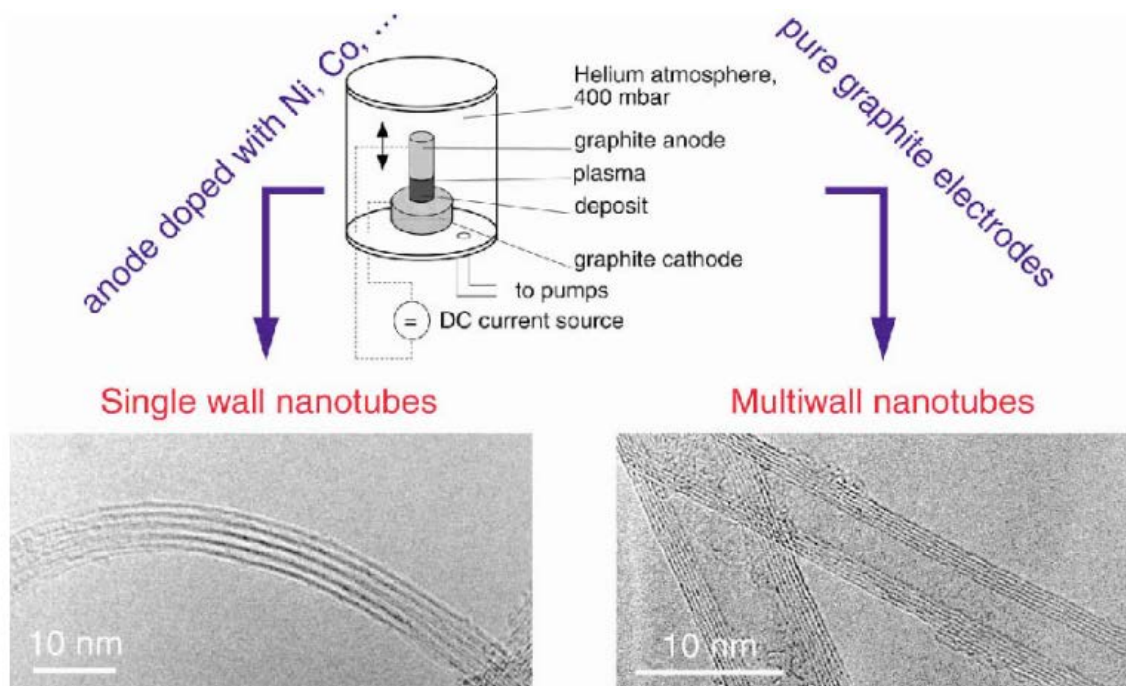 anode doped with Ni, Co, ...
pure graphite electrodes
Helium atmosphere,
400 mbar
graphite anode
plasma
deposit
graphite cathode
to pumps
= DC current source
Single wall nanotubes
Multiwall nanotubes
10 nm
10 nm